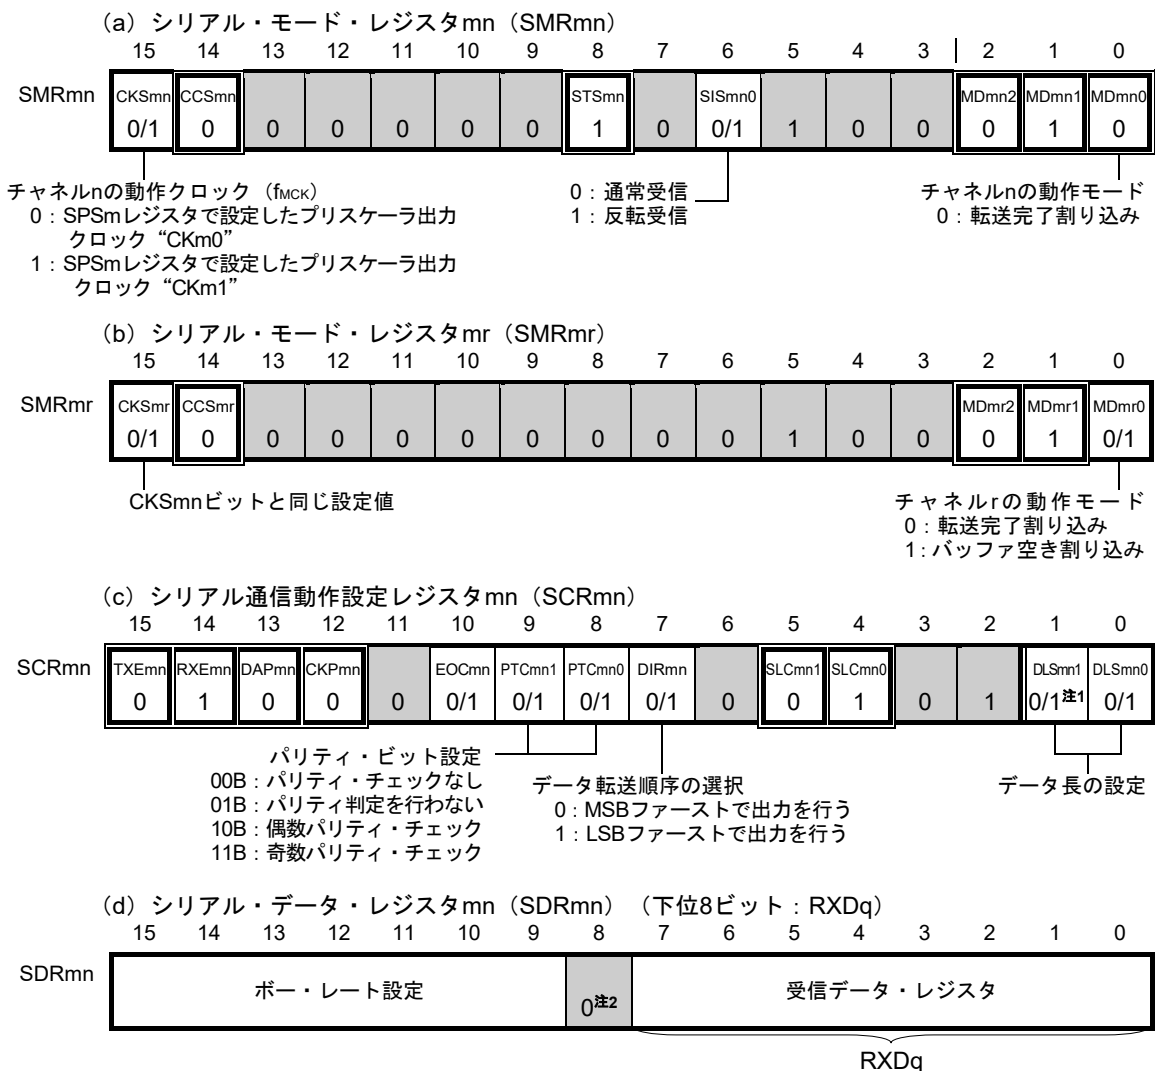 （a）シリアル・モード・レジスタmn（SMRmn）
15 14 13 12 11 10 9 8 7 6 5 4 3 2 1 0
SMRmn CKSmn CCSmn STSmn SISmn0 MDmn2 MDmn1 MDmn0
0/1 0 0 0 0 0 0 1 0 0/1 1 0 0 0 1 0
チャネルnの動作クロック（fMCK）
0：SPSmレジスタで設定したプリスケーラ出力
クロック“CKm0”
1：SPSmレジスタで設定したプリスケーラ出力
クロック“CKm1”
0：通常受信
1：反転受信
チャネルnの動作モード
0：転送完了割り込み
（b）シリアル・モード・レジスタmr（SMRmr）
15 14 13 12 11 10 9 8 7 6 5 4 3 2 1 0
SMRmr CKSmr CCSmr MDmr2 MDmr1 MDmr0
0/1 0 0 0 0 0 0 0 0 0 1 0 0 0 1 0/1
CKSmnビットと同じ設定値
チャネルrの動作モード
0：転送完了割り込み
1：バッファ空き割り込み
（c）シリアル通信動作設定レジスタmn（SCRmn）
15 14 13 12 11 10 9 8 7 6 5 4 3 2 1 0
SCRmn TXEmn RXEmn DAPmn CKPmn EOCmn PTCmn1 PTCmn0 DIRmn SLCmn1 SLCmn0 DLSmn1 DLSmn0
0 1 0 0 0 0/1 0/1 0/1 0/1 0 0 1 0 1 0/1注1 0/1
パリティ・ビット設定
00B：パリティ・チェックなし
01B：パリティ判定を行わない
10B：偶数パリティ・チェック
11B：奇数パリティ・チェック
データ転送順序の選択
0：MSBファーストで出力を行う
1：LSBファーストで出力を行う
データ長の設定
（d）シリアル・データ・レジスタmn（SDRmn）（下位8ビット：RXDq）
15 14 13 12 11 10 9 8 7 6 5 4 3 2 1 0
SDRmn ボー・レート設定 0注2 受信データ・レジスタ
RXDq